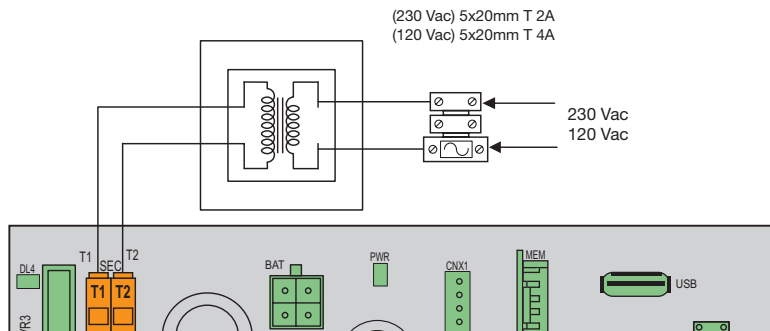 (230 Vac) 5x20mm T 2A
(120 Vac) 5x20mm T 4A
230 Vac
120 Vac
T1 SEC T2
DL4
T1 T2
BAT
PWR
CNX1
MEM
USB